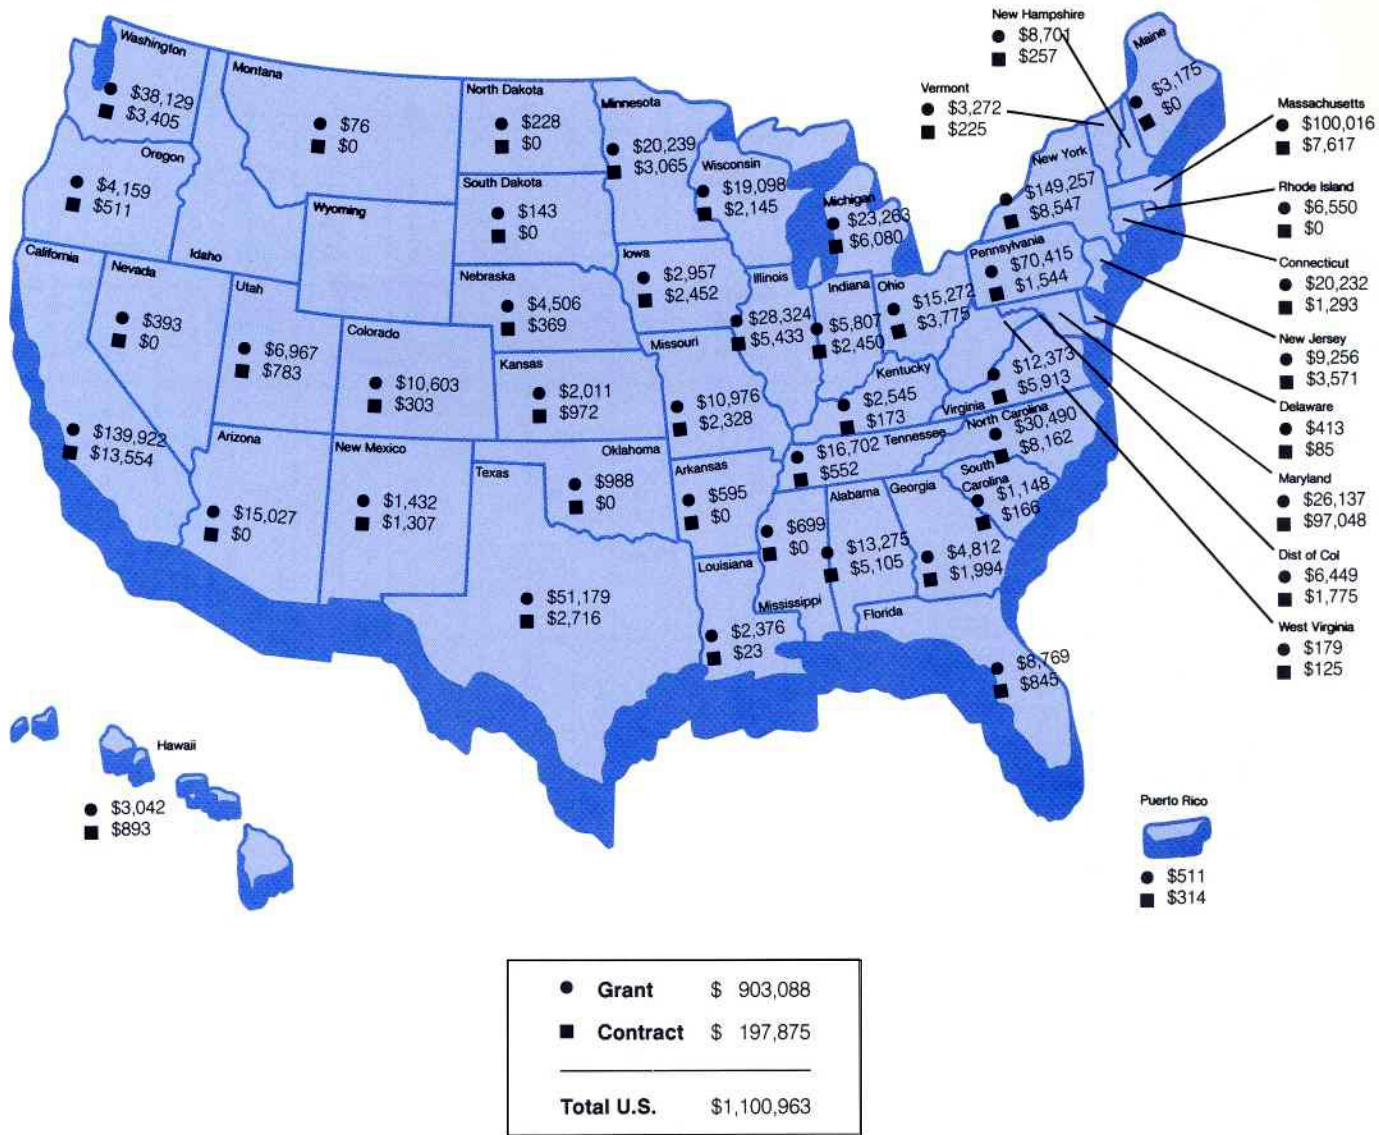 New Hampshire
$8,701
$257
Vermont
$3,272
$225
Maine
$3,175
$0
Massachusetts
$100,016
$7,617
Rhode Island
$6,550
$0
Connecticut
$20,232
$1,293
New Jersey
$9,256
$3,571
Delaware
$413
$85
Maryland
$26,137
$97,048
Dist of Col
$6,449
$1,775
West Virginia
$179
$125
Washington
$38,129
$3,405
Montana
$76
$0
North Dakota
$228
$0
Minnesota
$20,239
$3,065
Wisconsin
$19,098
$2,145
Michigan
$23,263
$6,080
New York
$149,257
$8,547
Oregon
$4,159
$511
Idaho
Wyoming
South Dakota
$143
$0
Iowa
$2,957
$2,452
Illinois
$28,324
$5,433
Indiana
$5,807
$2,450
Ohio
$15,272
$3,775
Pennsylvania
$70,415
$1,544
California
$139,922
$13,554
Nevada
$393
$0
Utah
$6,967
$783
Colorado
$10,603
$303
Nebraska
$4,506
$369
Kansas
$2,011
$972
Missouri
$10,976
$2,328
Kentucky
$2,545
$173
Virginia
$12,373
$5,913
North Carolina
$30,490
$8,162
Tennessee
$16,702
$552
South
Carolina
$1,148
$166
Arizona
$15,027
$0
New Mexico
$1,432
$1,307
Texas
$51,179
$2,716
Oklahoma
$988
$0
Arkansas
$595
$0
Louisiana
$2,376
$23
Mississippi
$699
$0
Alabama
$13,275
$5,105
Georgia
$4,812
$1,994
Florida
$8,769
$845
Hawaii
$3,042
$893
Puerto Rico
$511
$314
Grant $ 903,088
Contract $ 197,875
Total U.S. $1,100,963